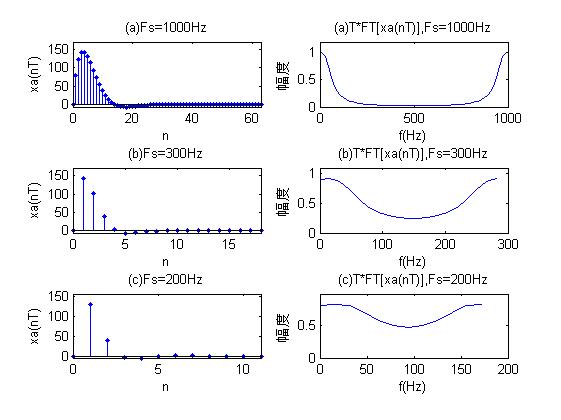 (a)Fs=1000Hz
xa(nT)
150
100
50
0
0 20 40 60
n
(a)T*FT[xa(nT)],Fs=1000Hz
幅度
1
0.5
0
0 500 1000
f(Hz)
(b)Fs=300Hz
xa(nT)
150
100
50
0
0 5 10 15
n
(b)T*FT[xa(nT)],Fs=300Hz
幅度
1
0.5
0
0 100 200 300
f(Hz)
(c)Fs=200Hz
xa(nT)
150
100
50
0
0 5 10
n
(c)T*FT[xa(nT)],Fs=200Hz
幅度
0.5
0
0 50 100 150 200
f(Hz)